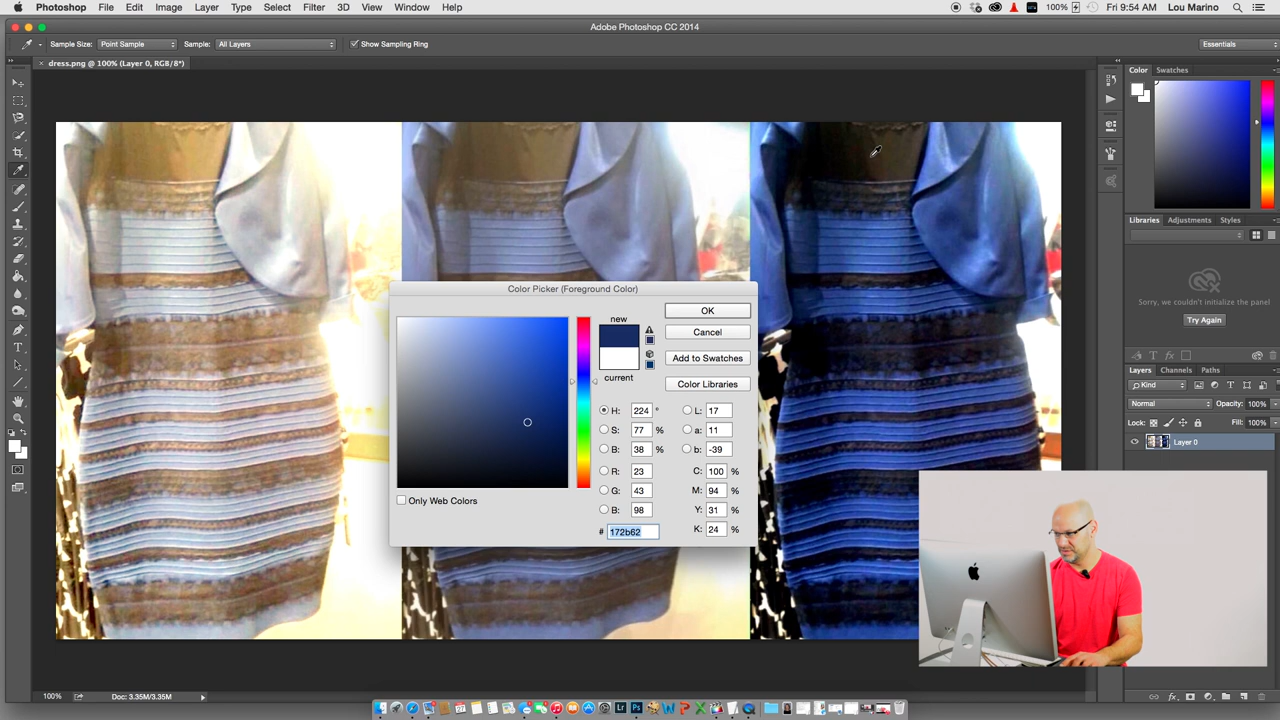 Photoshop File Edit Image Layer Type Select Filter 3D View Window Help 100% Fri 9:54 AM Lou Marino
Adobe Photoshop CC 2014
Sample Size: Point Sample Sample: All Layers Show Sampling Ring Essentials
× dress.png @ 100% (Layer 0, RGB/8*)
Color Swatches
Libraries Adjustments Styles
Sorry, we couldn't initialize the panel
Try Again
Color Picker (Foreground Color)
new
current
OK
Cancel
Add to Swatches
Color Libraries
H: 224 ° L: 17
S: 77 % a: 11
B: 38 % b: -39
R: 23 C: 100 %
G: 43 M: 94 %
B: 98 Y: 31 %
# 172b62 K: 24 %
Only Web Colors
Layers Channels Paths
Kind
Normal Opacity: 100%
Lock: Fill: 100%
Layer 0
100% Doc: 3.35M/3.35M